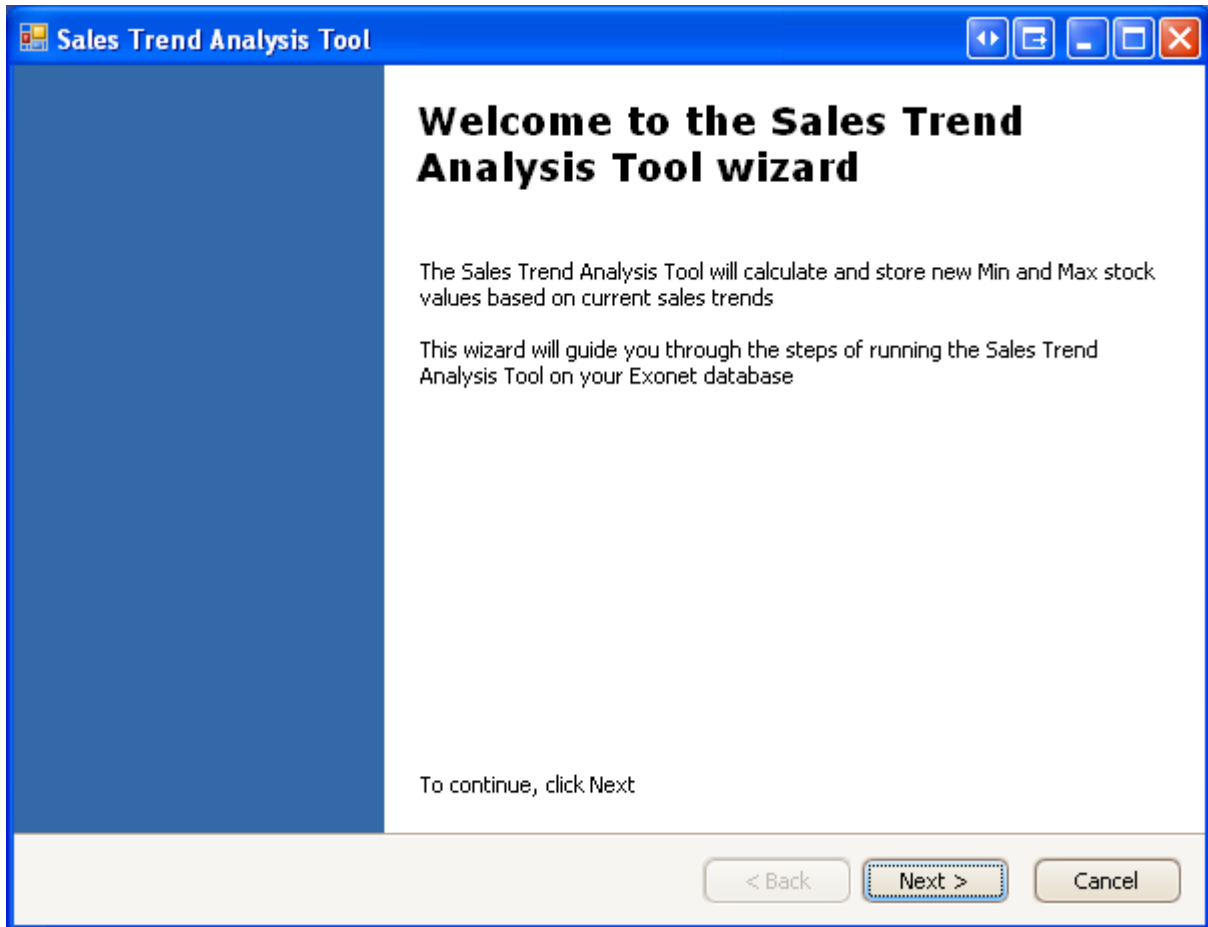 Sales Trend Analysis Tool
Welcome to the Sales Trend
Analysis Tool wizard
The Sales Trend Analysis Tool will calculate and store new Min and Max stock
values based on current sales trends
This wizard will guide you through the steps of running the Sales Trend
Analysis Tool on your Exonet database
To continue, click Next
< Back Next > Cancel